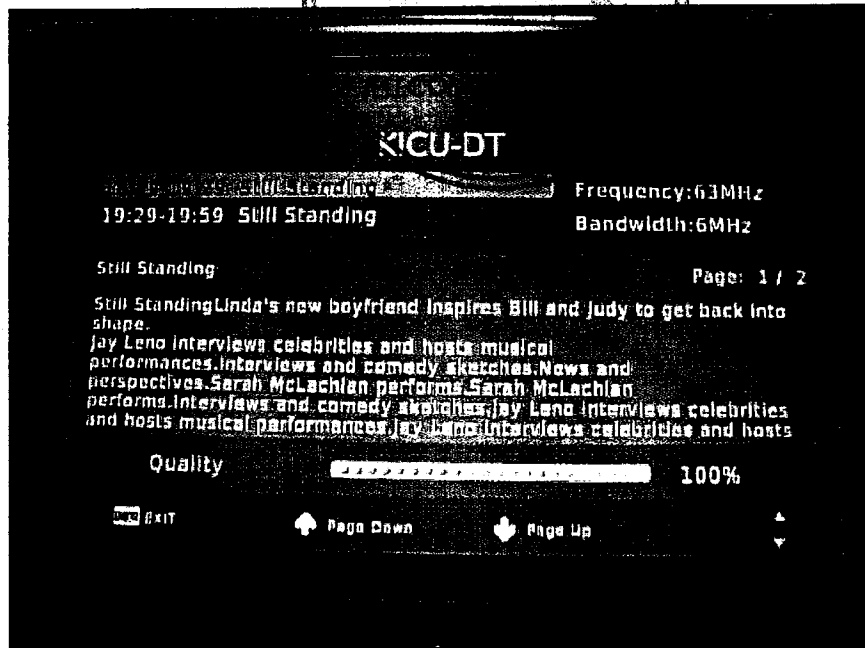 KICU-DT
Still Standing
Frequency:63MHz
19:29-19:59 Still Standing
Bandwidth:6MHz
Still Standing
Page: 1 / 2
Still StandingLinda's new boyfriend inspires Bill and Judy to get back into
shape.
Jay Leno interviews celebrities and hosts musical
performances.Interviews and comedy sketches.News and
perspectives.Sarah McLachlan performs.Sarah McLachlan
performs.Interviews and comedy sketches.Jay Leno interviews celebrities
and hosts musical performances.Jay Leno interviews celebrities and hosts
Quality 100%
EXIT Page Down Page Up